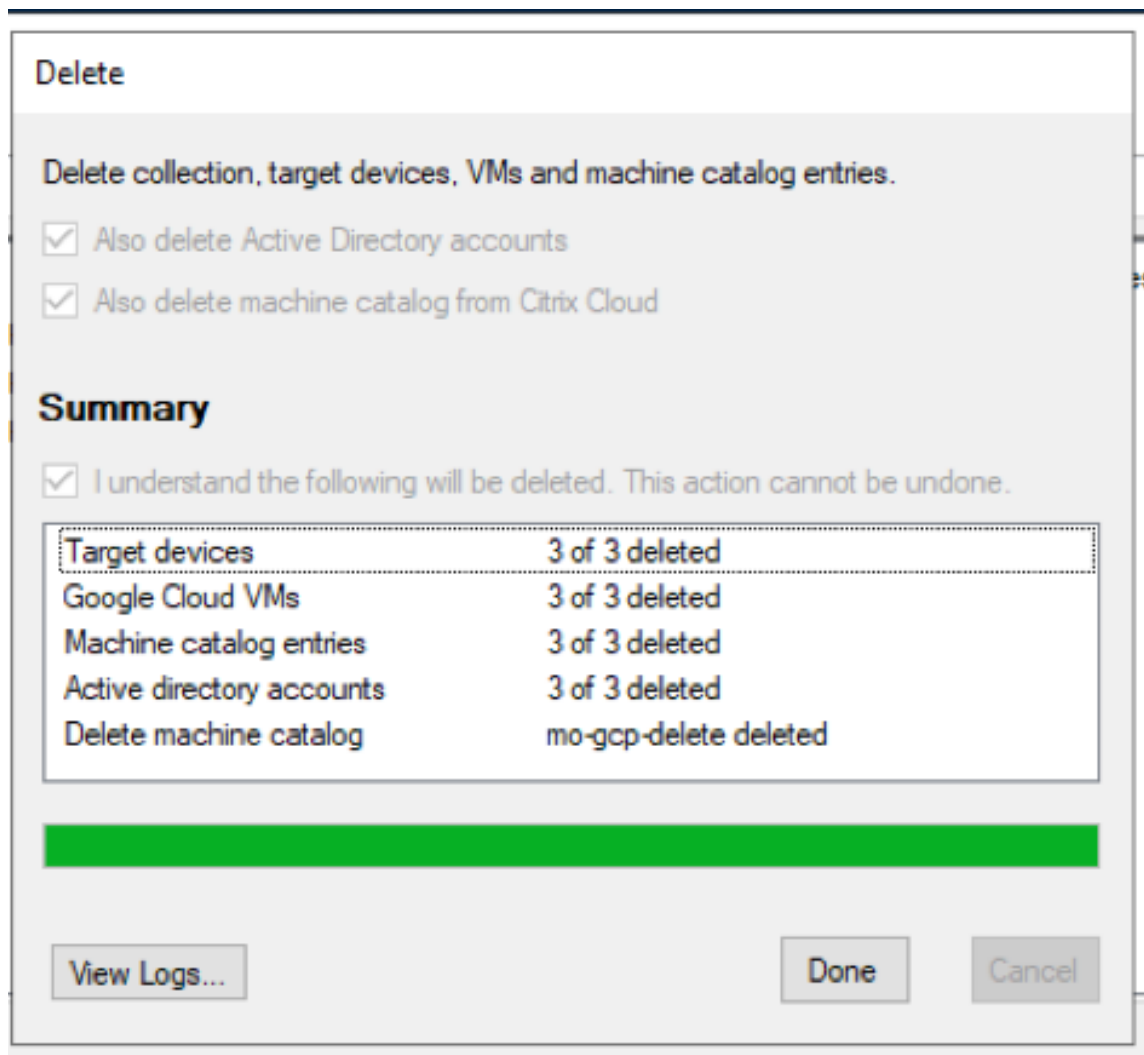 Delete
Delete collection, target devices, VMs and machine catalog entries.
Also delete Active Directory accounts
Also delete machine catalog from Citrix Cloud
Summary
I understand the following will be deleted. This action cannot be undone.
Target devices 3 of 3 deleted
Google Cloud VMs 3 of 3 deleted
Machine catalog entries 3 of 3 deleted
Active directory accounts 3 of 3 deleted
Delete machine catalog mo-gcp-delete deleted
View Logs... Done Cancel